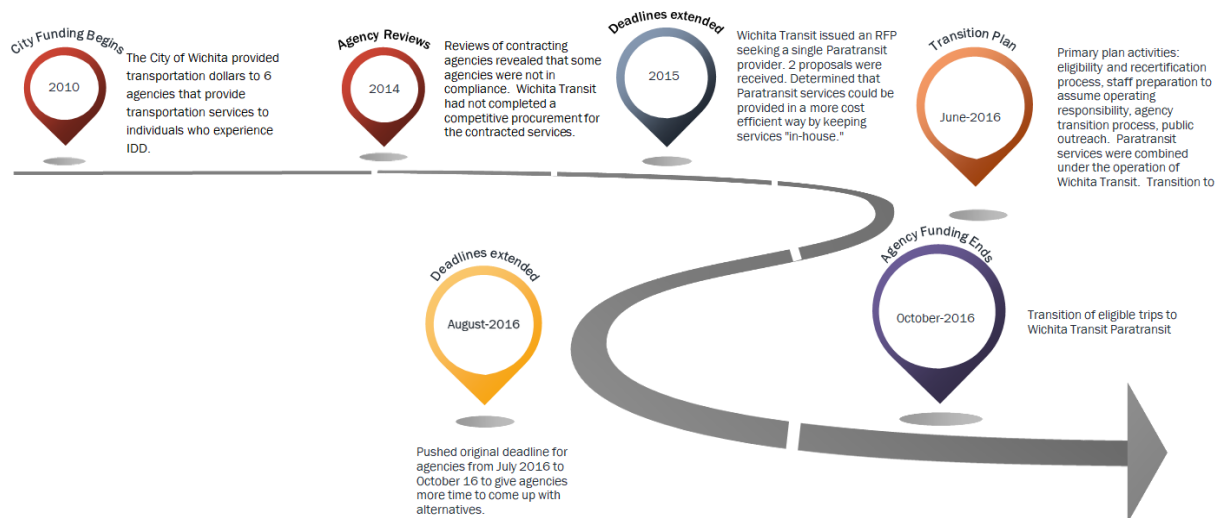 City Funding Begins
2010
The City of Wichita provided
transportation dollars to 6
agencies that provide
transportation services to
individuals who experience
IDD.
Agency Reviews
2014
Reviews of contracting
agencies revealed that some
agencies were not in
compliance. Wichita Transit
had not completed a
competitive procurement for
the contracted services.
Deadlines extended
2015
Wichita Transit issued an RFP
seeking a single Paratransit
provider. 2 proposals were
received. Determined that
Paratransit services could be
provided in a more cost
efficient way by keeping
services "in-house."
Transition Plan
June-2016
Primary plan activities:
eligibility and recertification
process, staff preparation to
assume operating
responsibility, agency
transition process, public
outreach. Paratransit
services were combined
under the operation of
Wichita Transit. Transition to
Deadlines extended
August-2016
Pushed original deadline for
agencies from July 2016 to
October 16 to give agencies
more time to come up with
alternatives.
Agency Funding Ends
October-2016
Transition of eligible trips to
Wichita Transit Paratransit